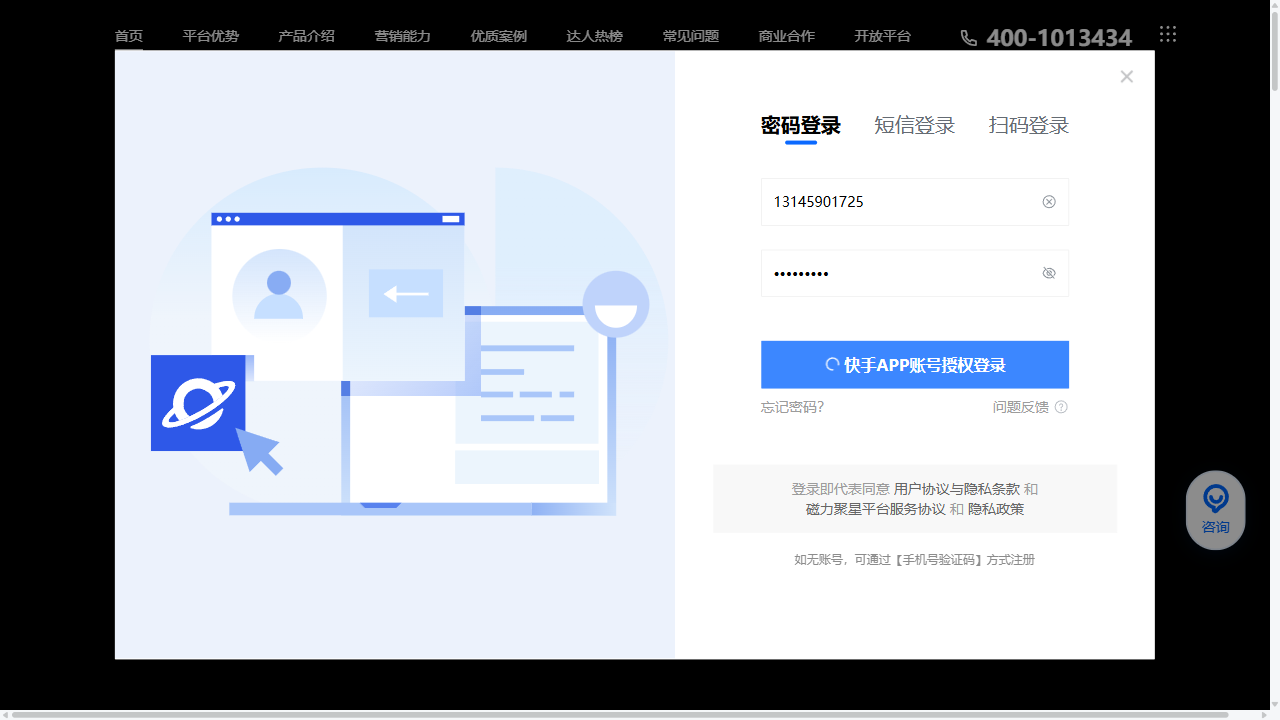 首页 平台优势 产品介绍 营销能力 优质案例 达人热榜 常见问题 商业合作 开放平台 400-1013434
密码登录 短信登录 扫码登录
13145901725
•••••••••
快手APP账号授权登录
忘记密码? 问题反馈
登录即代表同意 用户协议与隐私条款 和
磁力聚星平台服务协议 和 隐私政策
咨询
如无账号，可通过【手机号验证码】方式注册